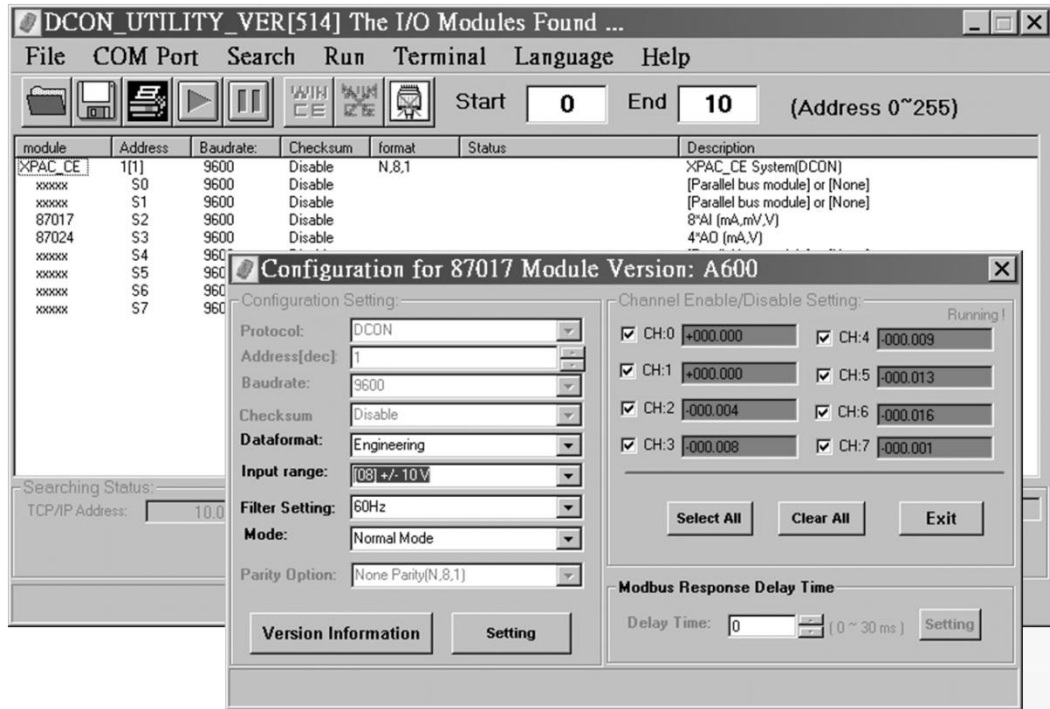 DCON_UTILITY_VER[514] The I/O Modules Found ...
File COM Port Search Run Terminal Language Help
Start 0 End 10 (Address 0~255)
module Address Baudrate: Checksum format Status Description
XPAC_CE 1[1] 9600 Disable N,8,1 XPAC_CE System(DCON)
xxxxx S0 9600 Disable [Parallel bus module] or [None]
xxxxx S1 9600 Disable [Parallel bus module] or [None]
87017 S2 9600 Disable 8*AI (mA,mV,V)
87024 S3 9600 Disable 4*AO (mA,V)
xxxxx S4
xxxxx S5
xxxxx S6
xxxxx S7
Searching Status:
TCP/IP Address: 10.0
Configuration for 87017 Module Version: A600
Configuration Setting:
Protocol: DCON
Address[dec]: 1
Baudrate: 9600
Checksum Disable
Dataformat: Engineering
Input range: [08] +/- 10 V
Filter Setting: 60Hz
Mode: Normal Mode
Parity Option: None Parity(N,8,1)
Version Information Setting
Channel Enable/Disable Setting:
Running !
CH:0 +000.000 CH:4 -000.009
CH:1 +000.000 CH:5 -000.013
CH:2 -000.004 CH:6 -000.016
CH:3 -000.008 CH:7 -000.001
Select All Clear All Exit
Modbus Response Delay Time
Delay Time: 0 ( 0 ~ 30 ms ) Setting